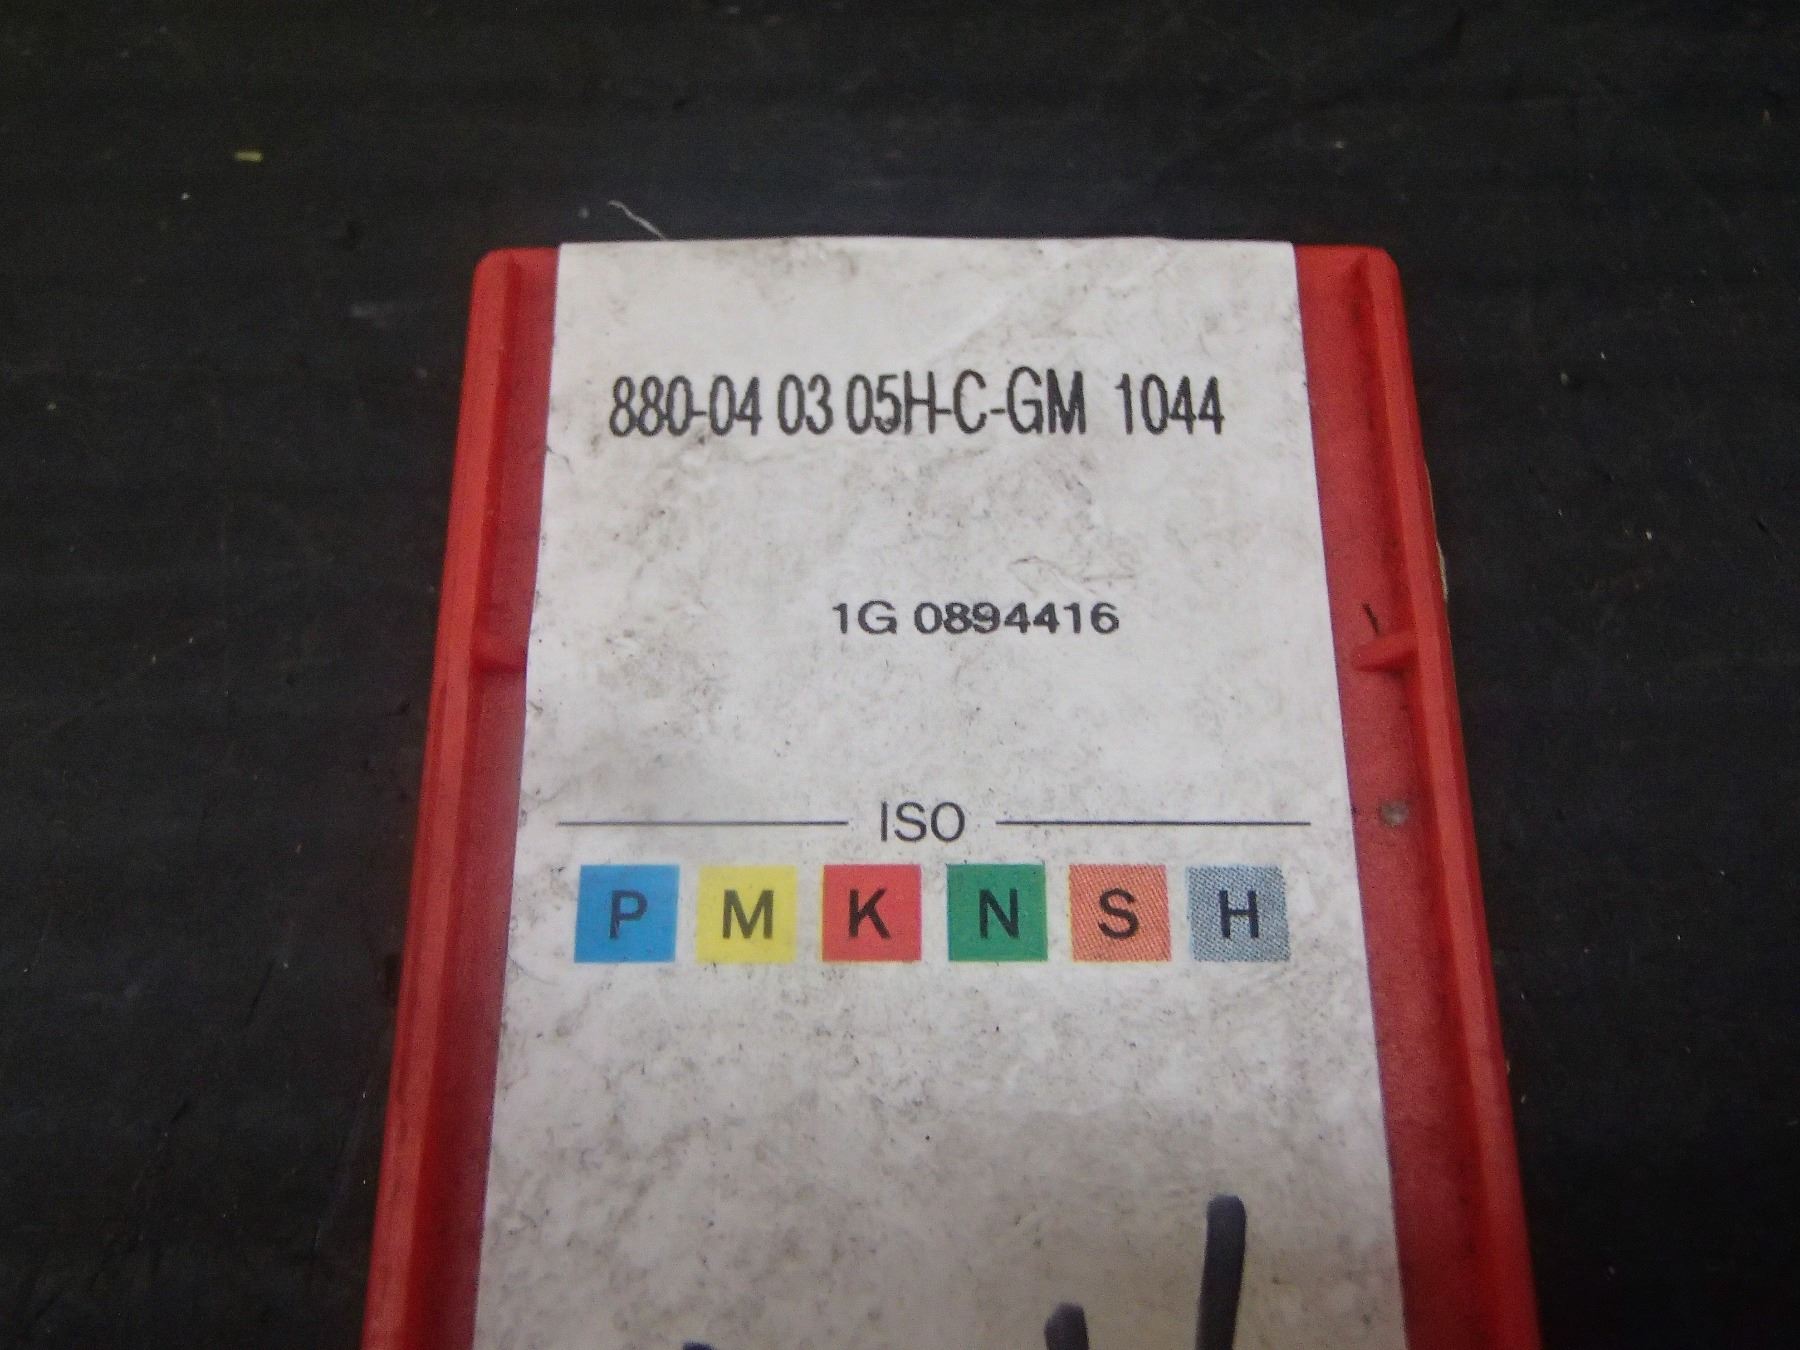 880-04 03 05H-C-GM 1044
1G 0894416
ISO
P M K N S H